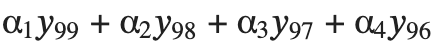 α₁y₉₉ + α₂y₉₈ + α₃y₉₇ + α₄y₉₆